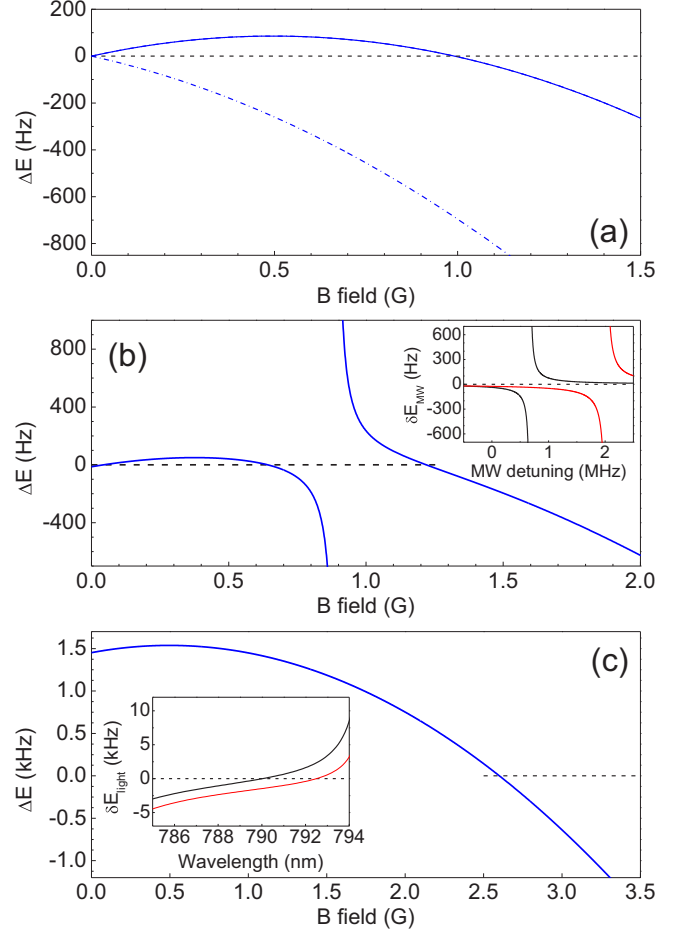 200
0
-200
-400
-600
-800
ΔE (Hz)
(a)
0.0 0.5 1.0 1.5
B field (G)
800
400
0
-400
ΔE (Hz)
(b)
600
300
0
-300
-600
δE_MW (Hz)
0 1 2
MW detuning (MHz)
0.0 0.5 1.0 1.5 2.0
B field (G)
1.5
1.0
0.5
0.0
-0.5
-1.0
ΔE (kHz)
(c)
10
5
0
-5
δE_light (kHz)
786 788 790 792 794
Wavelength (nm)
0.0 0.5 1.0 1.5 2.0 2.5 3.0 3.5
B field (G)